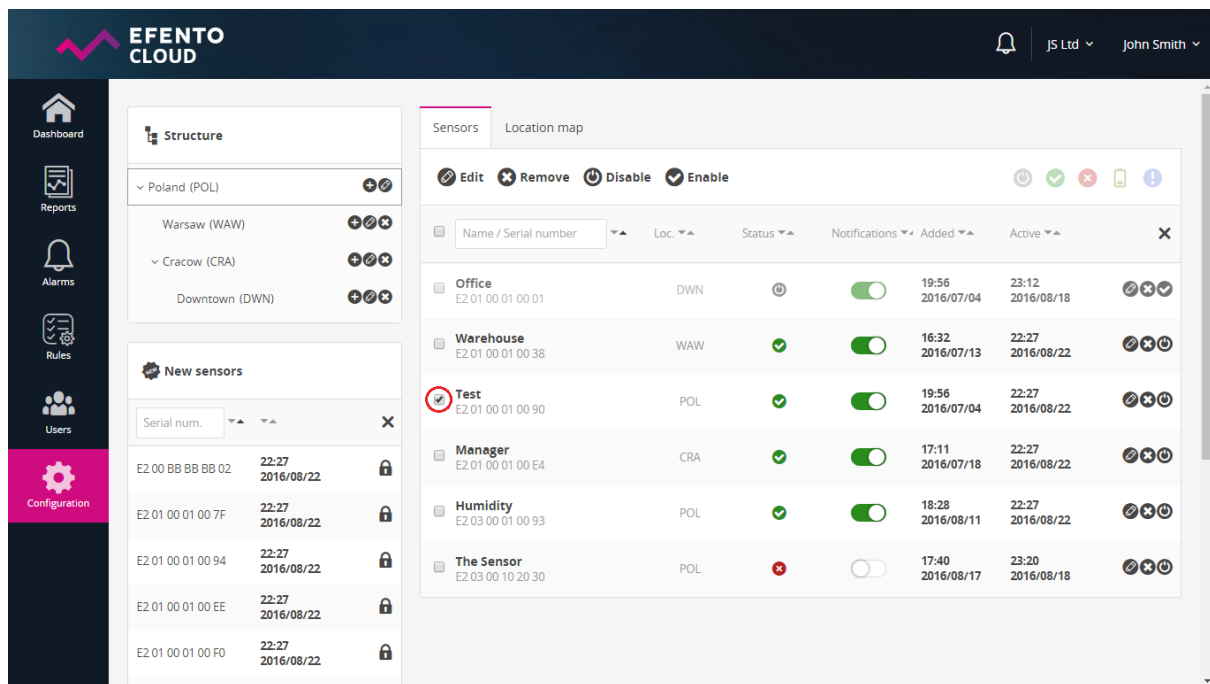 EFENTO
CLOUD
JS Ltd
John Smith
Dashboard
Reports
Alarms
Rules
Users
Configuration
Structure
Poland (POL)
Warsaw (WAW)
Cracow (CRA)
Downtown (DWN)
NEW
New sensors
Serial num.
E2 00 BB BB BB 02 22:27
2016/08/22
E2 01 00 01 00 7F 22:27
2016/08/22
E2 01 00 01 00 94 22:27
2016/08/22
E2 01 00 01 00 EE 22:27
2016/08/22
E2 01 00 01 00 F0 22:27
2016/08/22
Sensors Location map
Edit Remove Disable Enable
Name / Serial number Loc. Status Notifications Added Active
Office 19:56 23:12
E2 01 00 01 00 01 DWN 2016/07/04 2016/08/18
Warehouse 16:32 22:27
E2 01 00 01 00 38 WAW 2016/07/13 2016/08/22
Test 19:56 22:27
E2 01 00 01 00 90 POL 2016/07/04 2016/08/22
Manager 17:11 22:27
E2 01 00 01 00 E4 CRA 2016/07/18 2016/08/22
Humidity 18:28 22:27
E2 03 00 01 00 93 POL 2016/08/11 2016/08/22
The Sensor 17:40 23:20
E2 03 00 10 20 30 POL 2016/08/17 2016/08/18